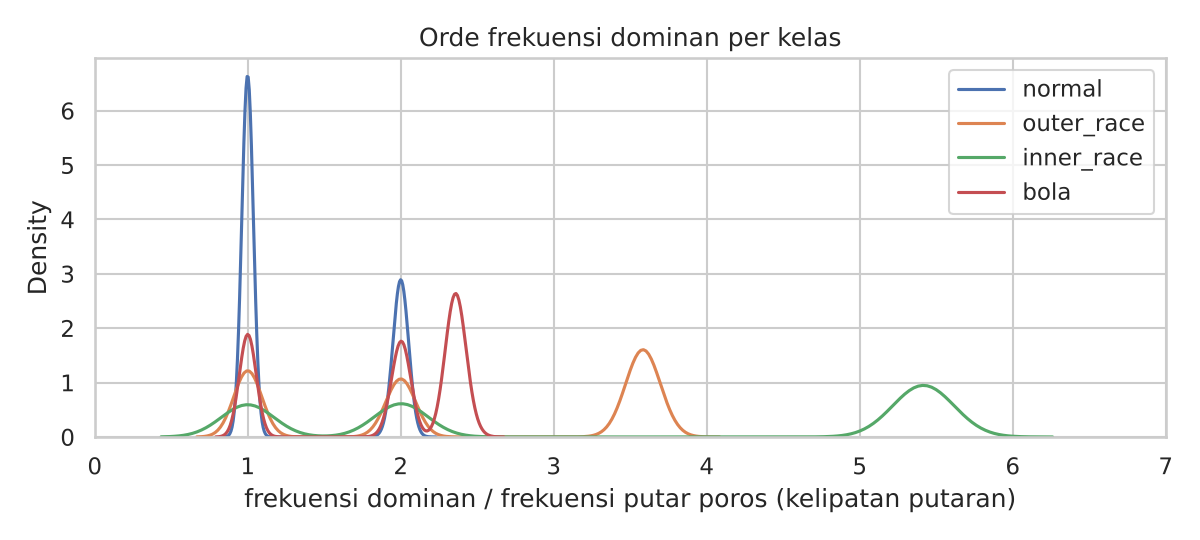 Orde frekuensi dominan per kelas
Density
6
5
4
3
2
1
0
normal
outer_race
inner_race
bola
0 1 2 3 4 5 6 7
frekuensi dominan / frekuensi putar poros (kelipatan putaran)